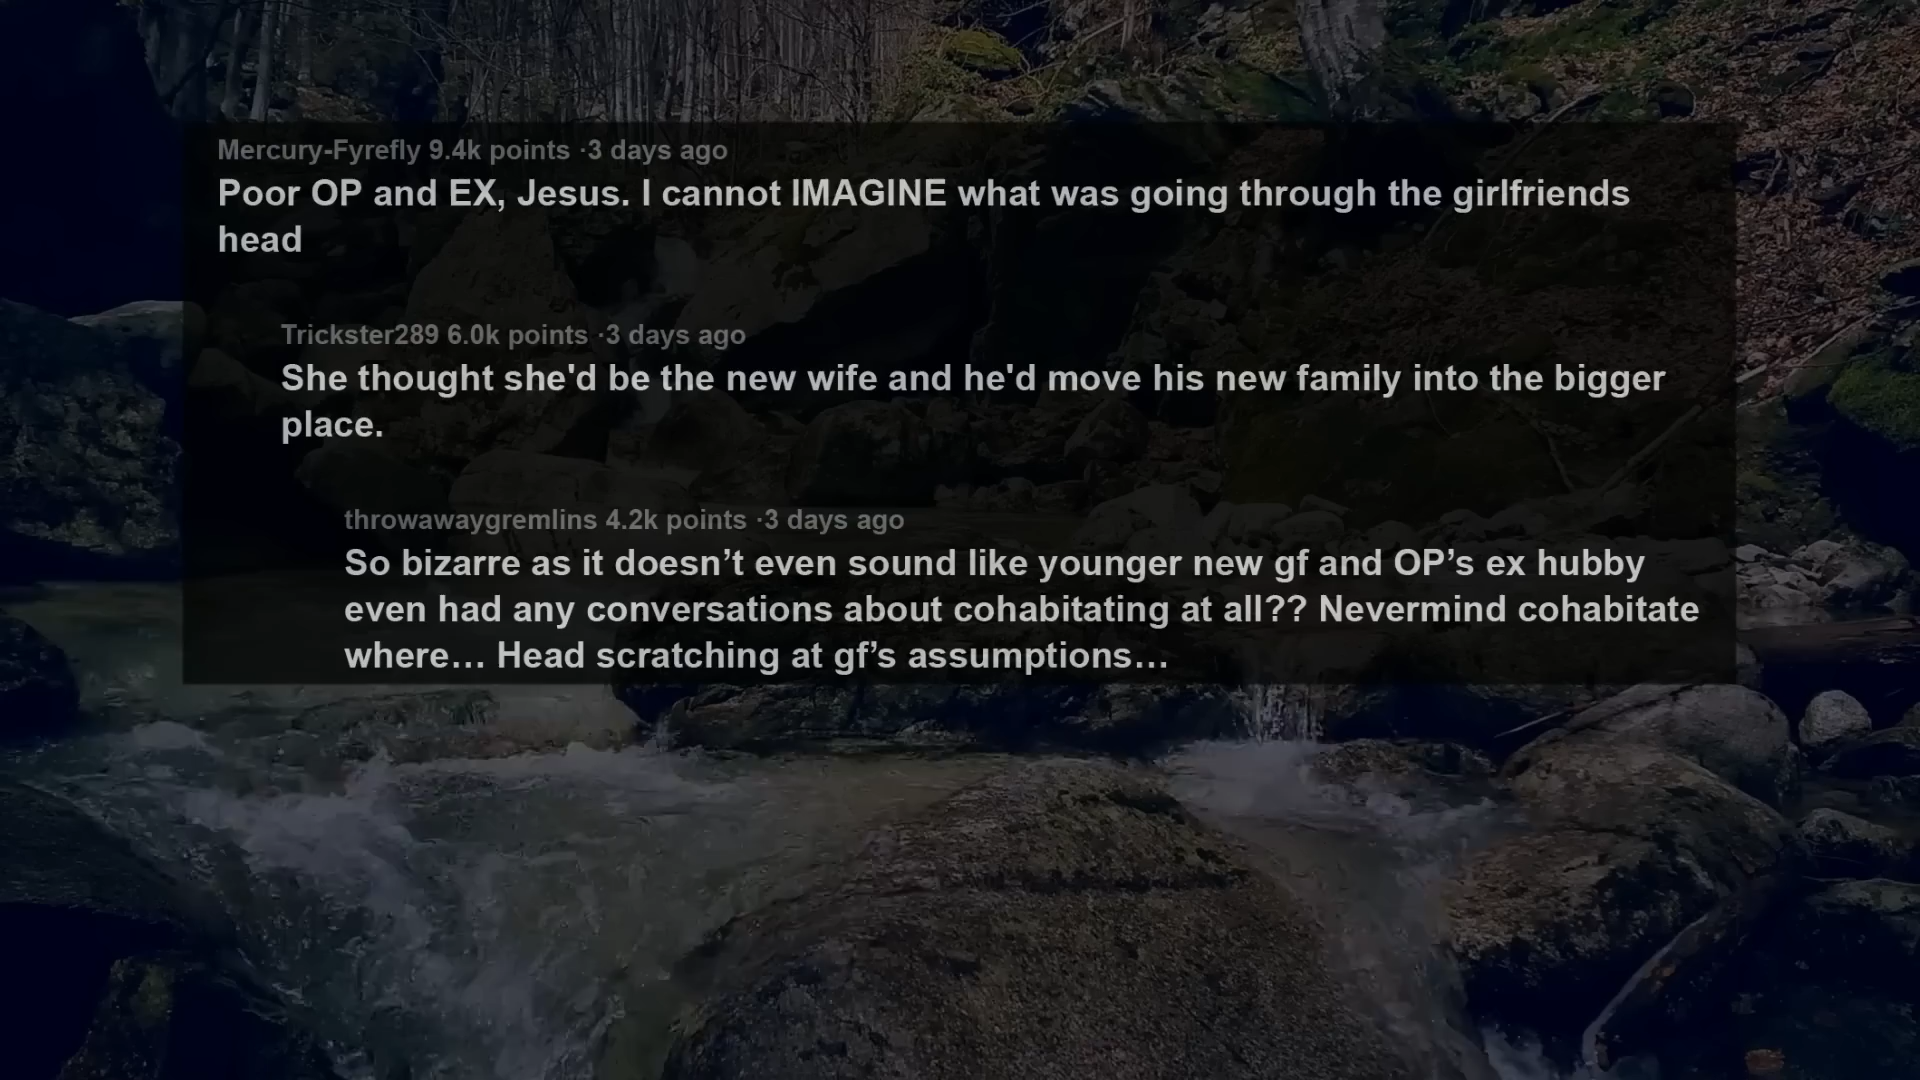 Mercury-Fyrefly 9.4k points ·3 days ago
Poor OP and EX, Jesus. I cannot IMAGINE what was going through the girlfriends
head
Trickster289 6.0k points ·3 days ago
She thought she'd be the new wife and he'd move his new family into the bigger
place.
throwawaygremlins 4.2k points ·3 days ago
So bizarre as it doesn’t even sound like younger new gf and OP’s ex hubby
even had any conversations about cohabitating at all?? Nevermind cohabitate
where… Head scratching at gf’s assumptions…